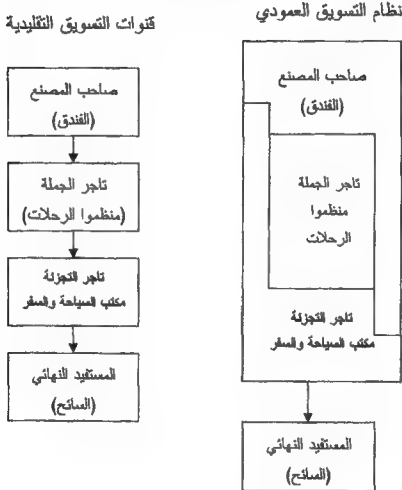 نظام التسويق العمودي
صاحب المصنع
(الفندق)
تاجر الجملة
منظموا
الرحلات
تاجر التجزئة
مكتب السياحة والسفر
المستفيد النهائي
(السائح)
قنوات التسويق التقليدية
صاحب المصنع
(الفندق)
تاجر الجملة
(منظموا الرحلات)
تاجر التجزئة
مكتب السياحة والسفر
المستفيد النهائي
(السائح)